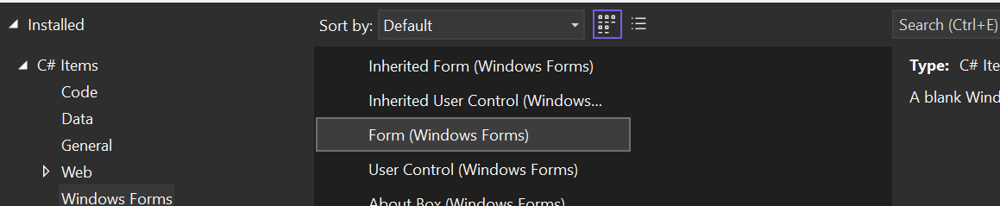 Installed
Sort by: Default
Search (Ctrl+E)
C# Items
Code
Data
General
Web
Windows Forms
Inherited Form (Windows Forms)
Inherited User Control (Windows...
Form (Windows Forms)
User Control (Windows Forms)
About Box (Windows Forms)
Type: C# Ite
A blank Wind